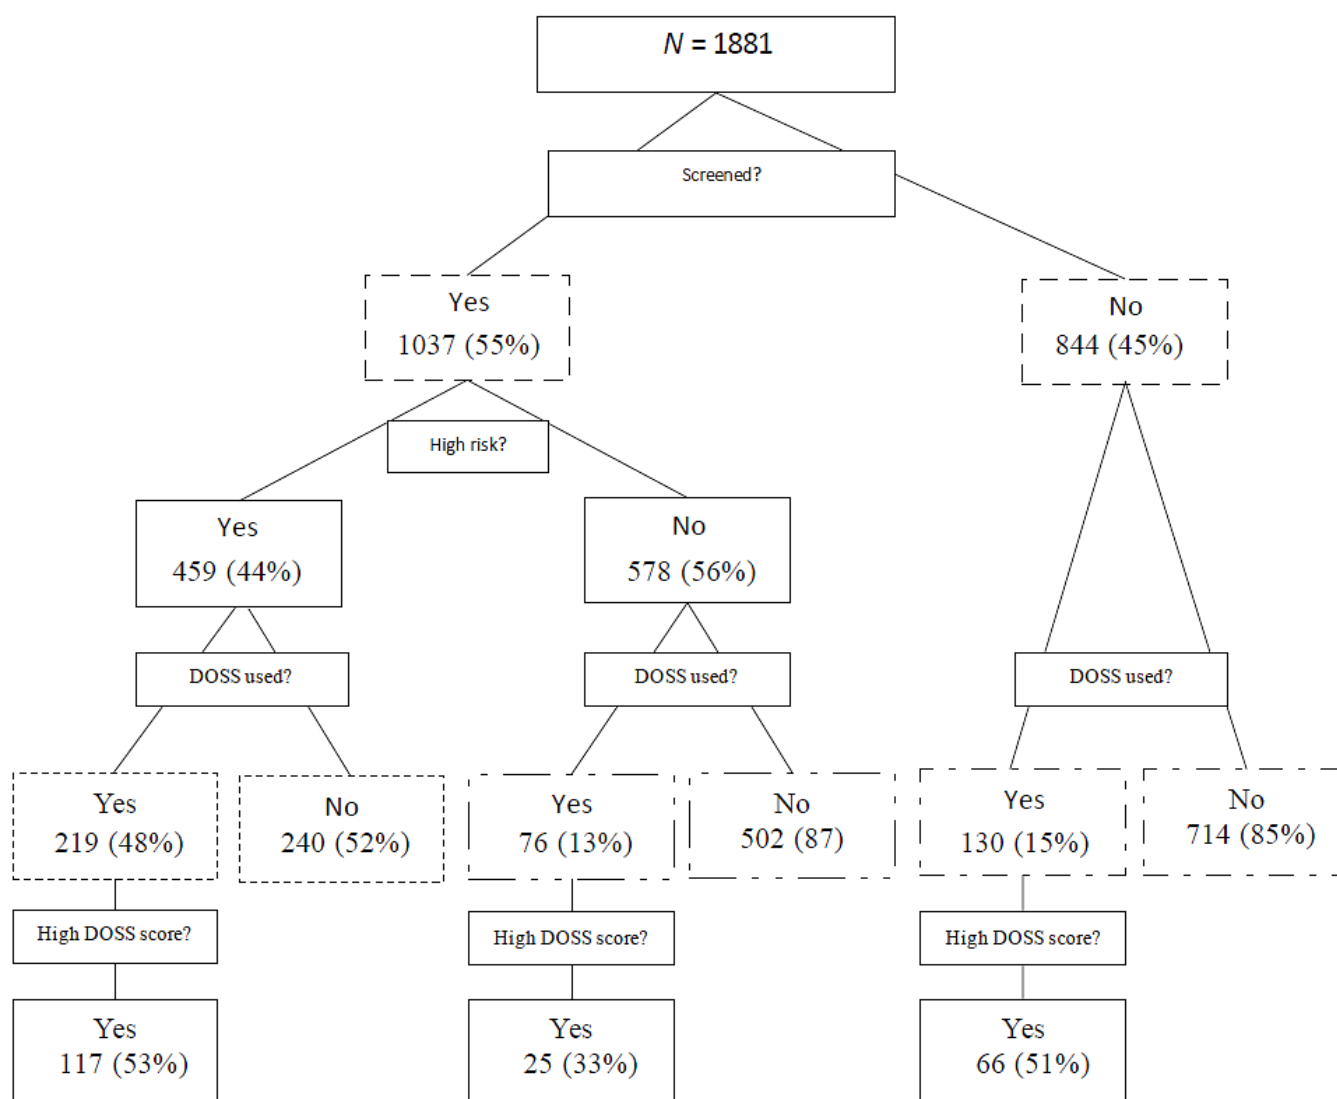 N = 1881
Screened?
Yes
1037 (55%)
No
844 (45%)
High risk?
Yes
459 (44%)
No
578 (56%)
DOSS used?
DOSS used?
DOSS used?
Yes
219 (48%)
No
240 (52%)
Yes
76 (13%)
No
502 (87)
Yes
130 (15%)
No
714 (85%)
High DOSS score?
High DOSS score?
High DOSS score?
Yes
117 (53%)
Yes
25 (33%)
Yes
66 (51%)